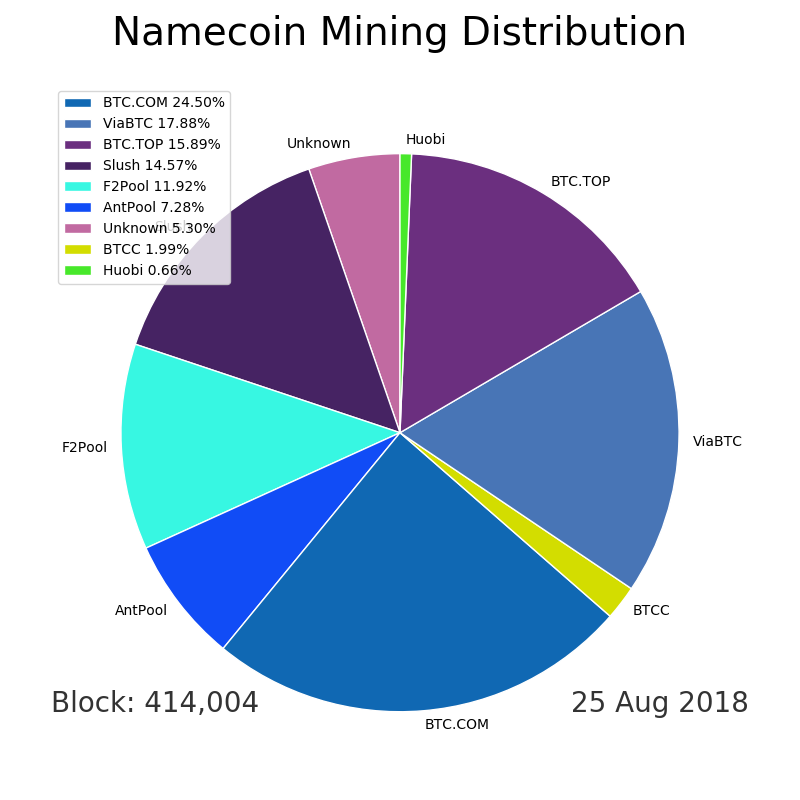 Namecoin Mining Distribution
BTC.COM 24.50%
ViaBTC 17.88%
BTC.TOP 15.89%
Slush 14.57%
F2Pool 11.92%
AntPool 7.28%
Unknown 5.30%
BTCC 1.99%
Huobi 0.66%
Unknown
Huobi
BTC.TOP
Slush
ViaBTC
F2Pool
AntPool
BTCC
BTC.COM
Block: 414,004
25 Aug 2018